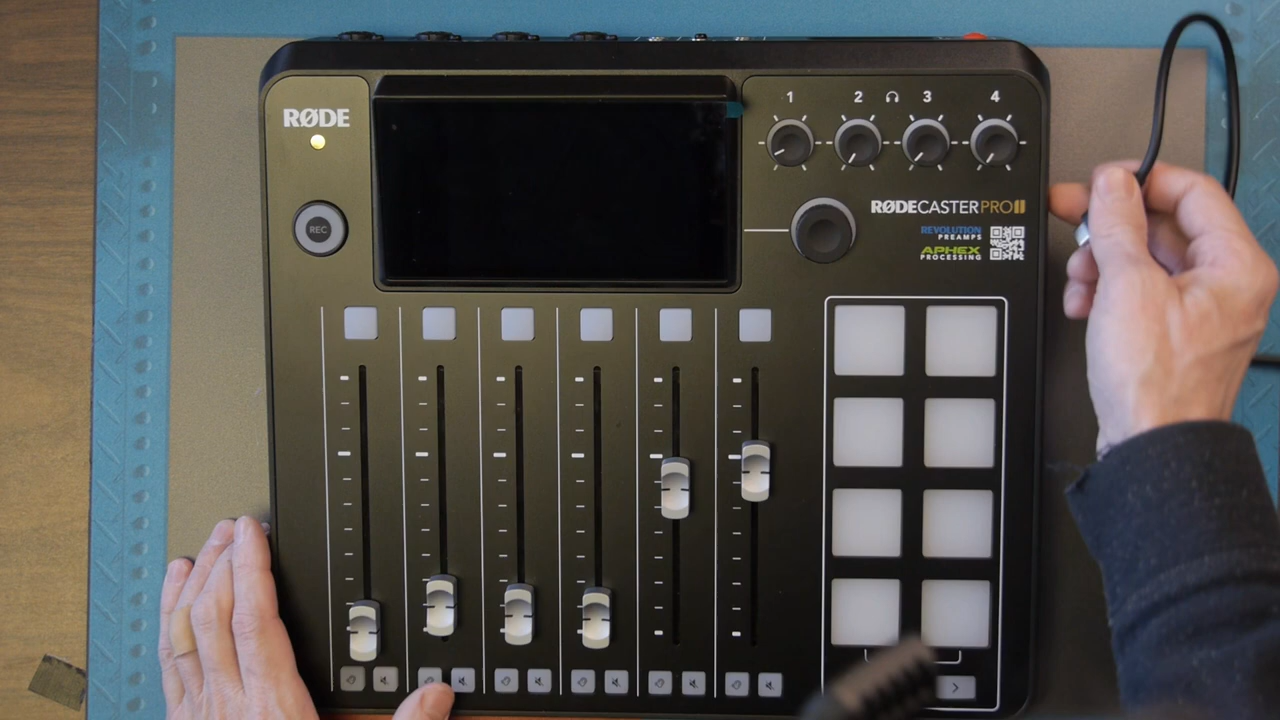 1 2 3 4
RØDE
RØDECASTER PRO II
REVOLUTION
PREAMPS
APHEX
PROCESSING
REC